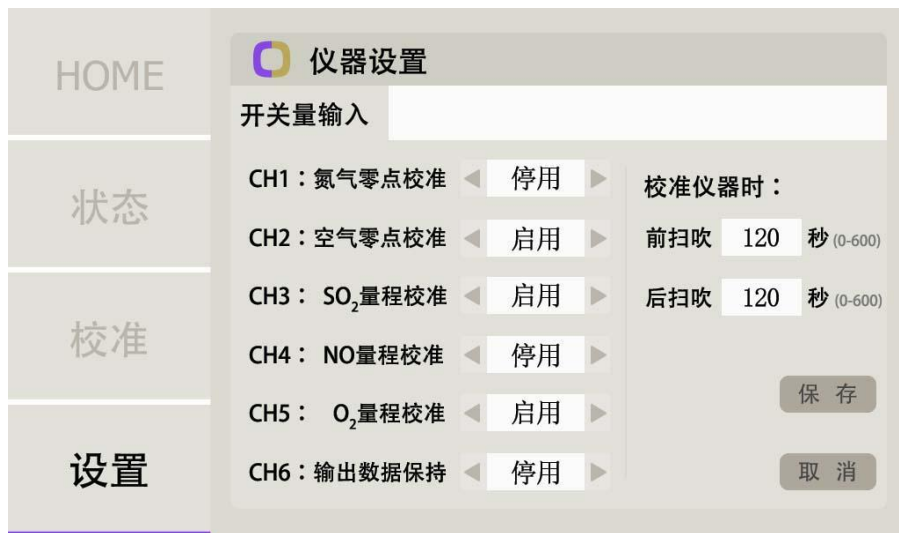 HOME
状态
校准
设置
仪器设置
开关量输入
CH1：氮气零点校准 停用
CH2：空气零点校准 启用
CH3： SO₂量程校准 启用
CH4： NO量程校准 停用
CH5： O₂量程校准 启用
CH6：输出数据保持 停用
校准仪器时：
前扫吹 120 秒 (0-600)
后扫吹 120 秒 (0-600)
保 存
取 消